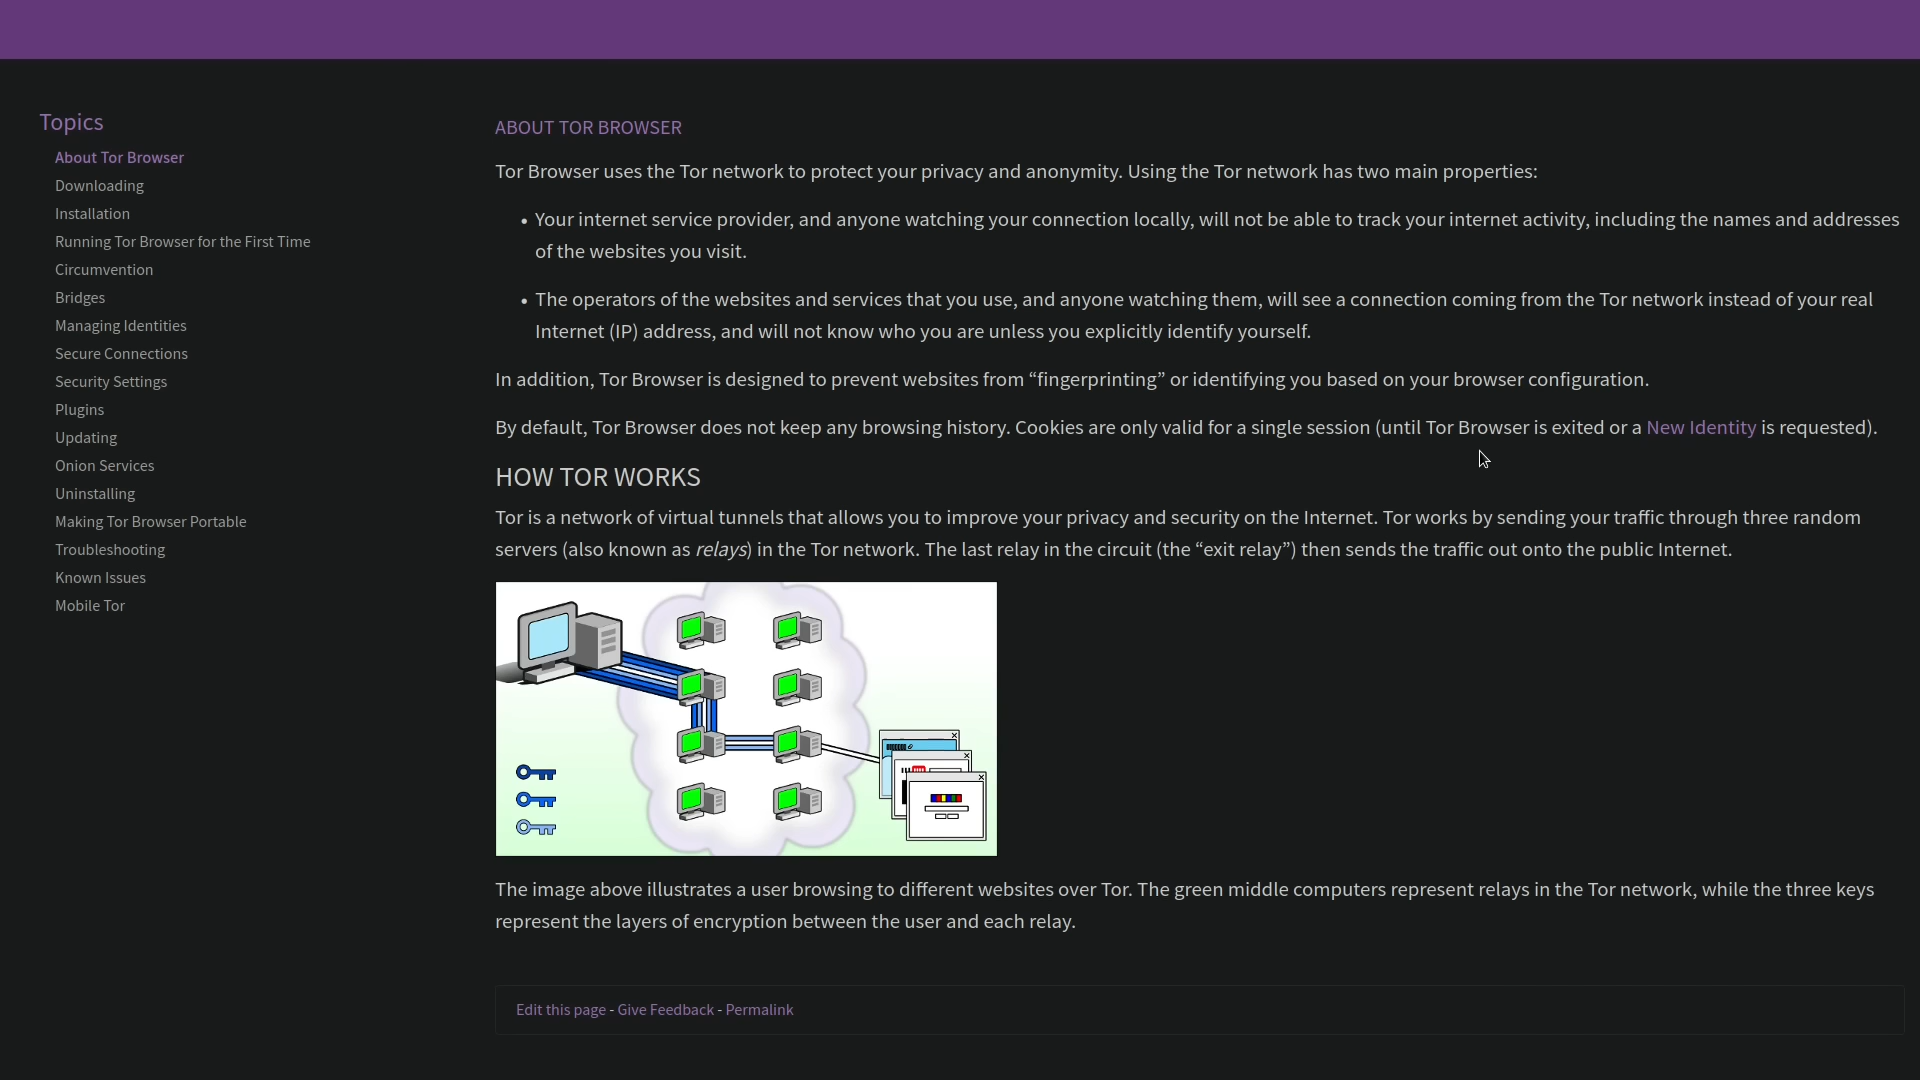 Topics
About Tor Browser
Downloading
Installation
Running Tor Browser for the First Time
Circumvention
Bridges
Managing Identities
Secure Connections
Security Settings
Plugins
Updating
Onion Services
Uninstalling
Making Tor Browser Portable
Troubleshooting
Known Issues
Mobile Tor
ABOUT TOR BROWSER
Tor Browser uses the Tor network to protect your privacy and anonymity. Using the Tor network has two main properties:
• Your internet service provider, and anyone watching your connection locally, will not be able to track your internet activity, including the names and addresses
of the websites you visit.
• The operators of the websites and services that you use, and anyone watching them, will see a connection coming from the Tor network instead of your real
Internet (IP) address, and will not know who you are unless you explicitly identify yourself.
In addition, Tor Browser is designed to prevent websites from “fingerprinting” or identifying you based on your browser configuration.
By default, Tor Browser does not keep any browsing history. Cookies are only valid for a single session (until Tor Browser is exited or a New Identity is requested).
HOW TOR WORKS
Tor is a network of virtual tunnels that allows you to improve your privacy and security on the Internet. Tor works by sending your traffic through three random
servers (also known as relays) in the Tor network. The last relay in the circuit (the “exit relay”) then sends the traffic out onto the public Internet.
The image above illustrates a user browsing to different websites over Tor. The green middle computers represent relays in the Tor network, while the three keys
represent the layers of encryption between the user and each relay.
Edit this page - Give Feedback - Permalink